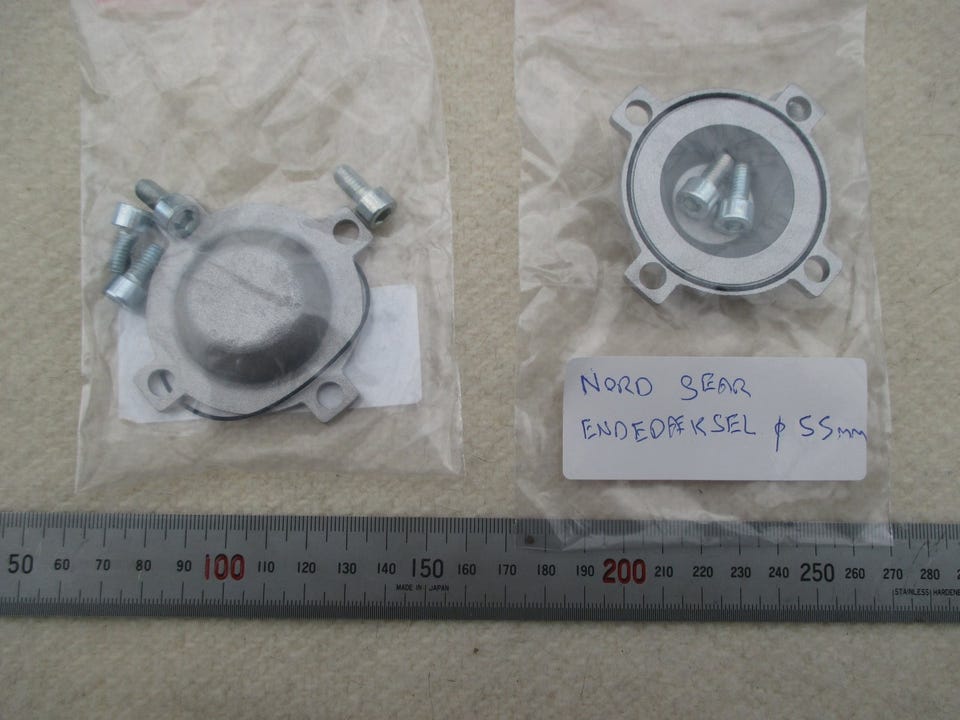 NORD GEAR
ENDEDÆKSEL φ 55mm
50 60 70 80 90 100 110 120 130 140 150 160 170 180 190 200 210 220 230 240 250 260 270 280
MADE IN JAPAN
STAINLESS HARDENE